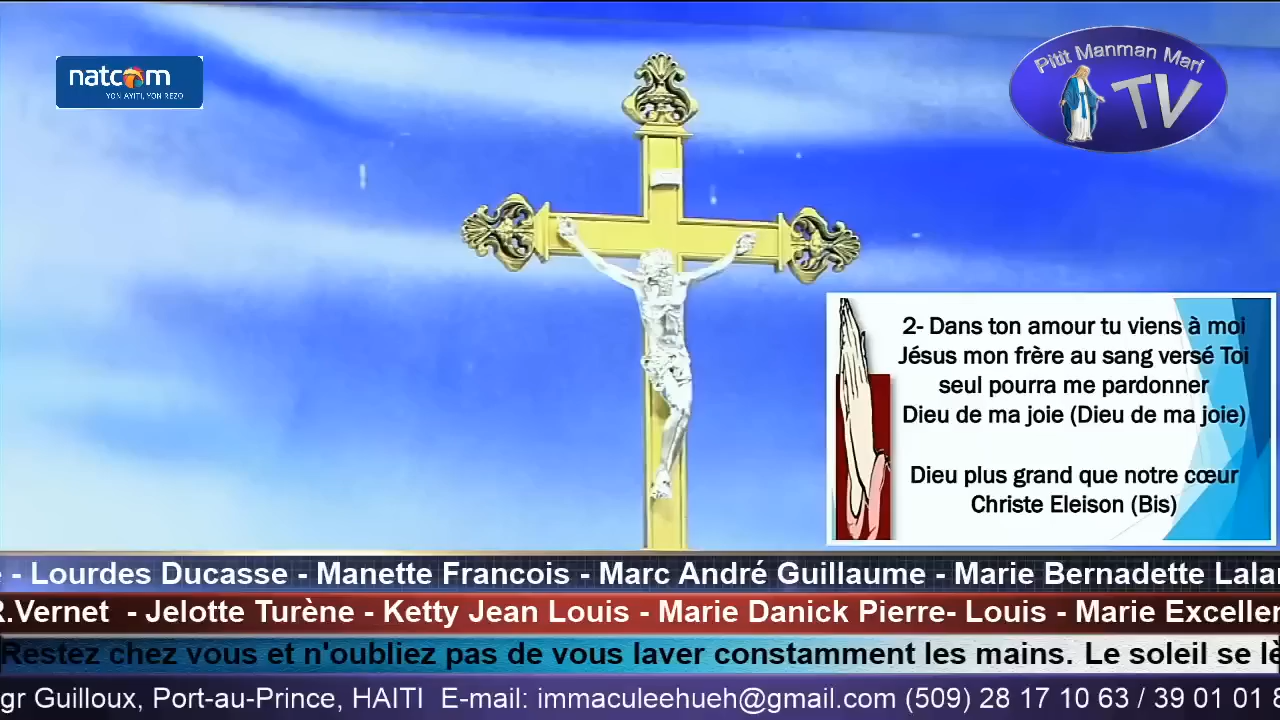 natcom
YON AYITI, YON REZO
Pitit Manman Mari
TV
2- Dans ton amour tu viens à moi
Jésus mon frère au sang versé Toi
seul pourra me pardonner
Dieu de ma joie (Dieu de ma joie)
Dieu plus grand que notre cœur
Christe Eleison (Bis)
- Lourdes Ducasse - Manette Francois - Marc André Guillaume - Marie Bernadette
R.Vernet - Jelotte Turène - Ketty Jean Louis - Marie Danick Pierre- Louis - Marie
Restez chez vous et n'oubliez pas de vous laver constamment les mains. Le soleil se
Guilloux, Port-au-Prince, HAITI E-mail: immaculeehueh@gmail.com (509) 28 17 10 63 / 39 01 01